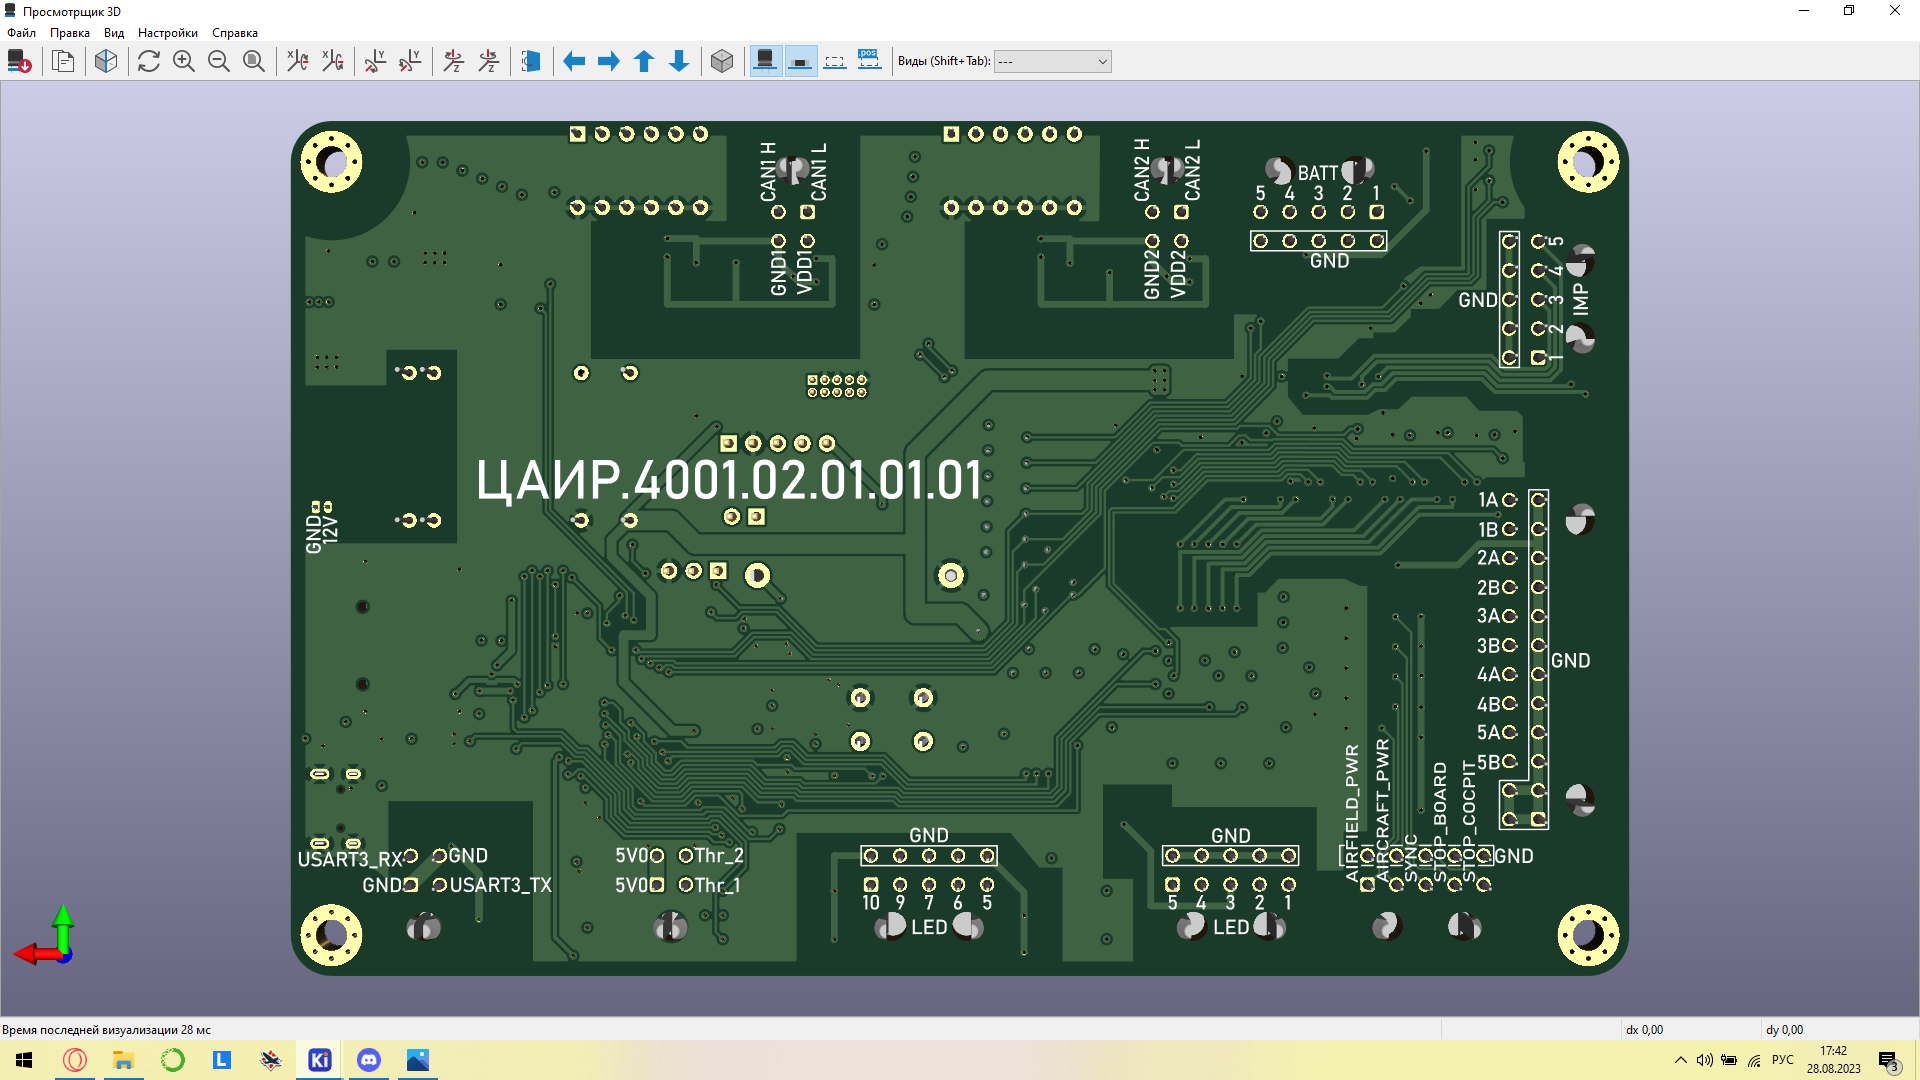 Просмотрщик 3D
Файл Правка Вид Настройки Справка
Виды (Shift+Tab): ---
CAN1 H
CAN1 L
CAN2 H
CAN2 L
BATT
5 4 3 2 1
GND
GND1
VDD1
GND2
VDD2
5
4
GND 3
2
1
IMP
ЦАИР.4001.02.01.01.01
GND
12V
1A
1B
2A
2B
3A
3B
GND
4A
4B
5A
5B
AIRFIELD_PWR
AIRCRAFT_PWR
SYNC
STOP_BOARD
STOP_COCPIT
GND
USART3_RX GND
GND USART3_TX
5V0 Thr_2
5V0 Thr_1
GND
10 9 7 6 5
LED
GND
5 4 3 2 1
LED
Время последней визуализации 28 мс
dx 0,00
dy 0,00
РУС
17:42
28.08.2023
3